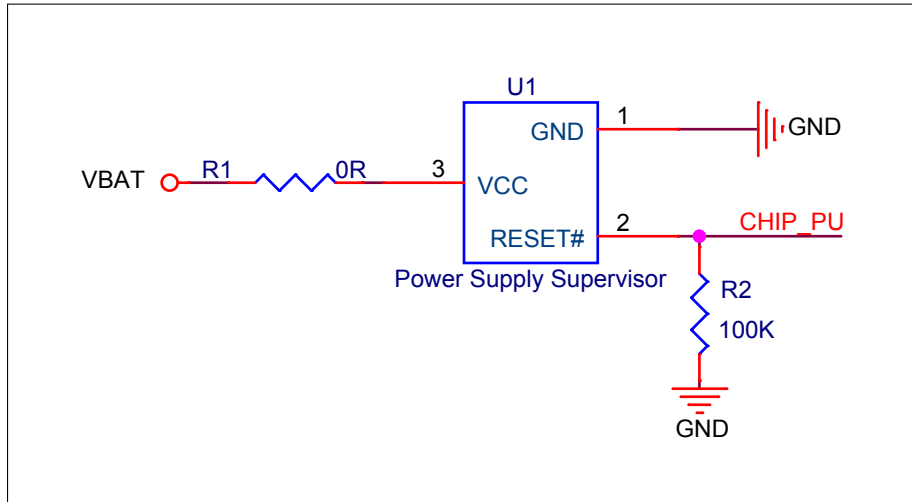 U1
1
GND
GND
VBAT
R1
0R
3
VCC
2
CHIP_PU
RESET#
Power Supply Supervisor
R2
100K
GND